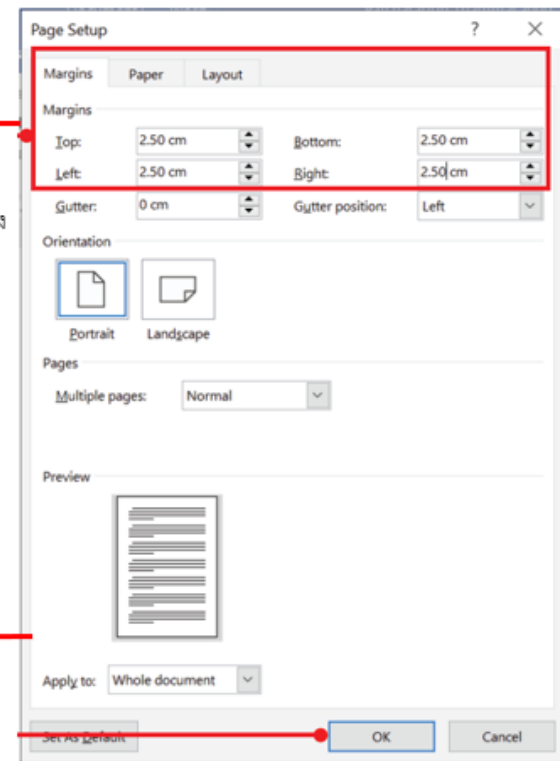 Page Setup ? ×
Margins Paper Layout
Margins
Top: 2.50 cm Bottom: 2.50 cm
Left: 2.50 cm Right: 2.50 cm
Gutter: 0 cm Gutter position: Left
Orientation
Portrait Landscape
Pages
Multiple pages: Normal
Preview
Apply to: Whole document
Set As Default OK Cancel